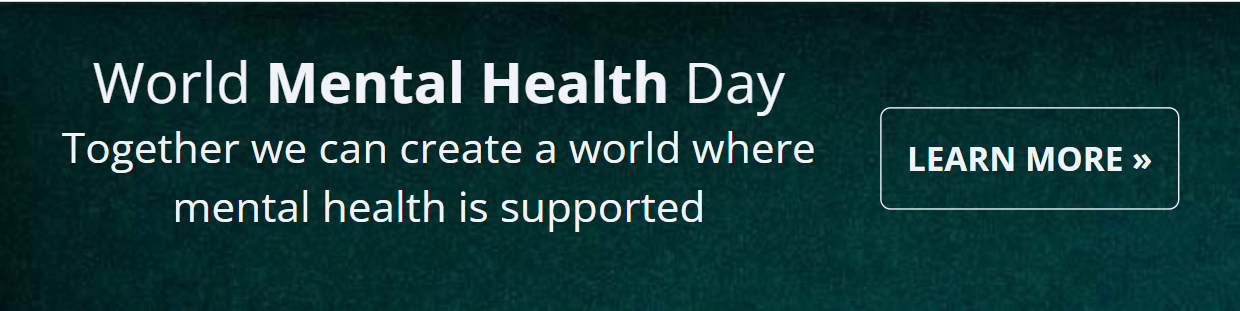 World Mental Health Day
Together we can create a world where
mental health is supported
LEARN MORE »